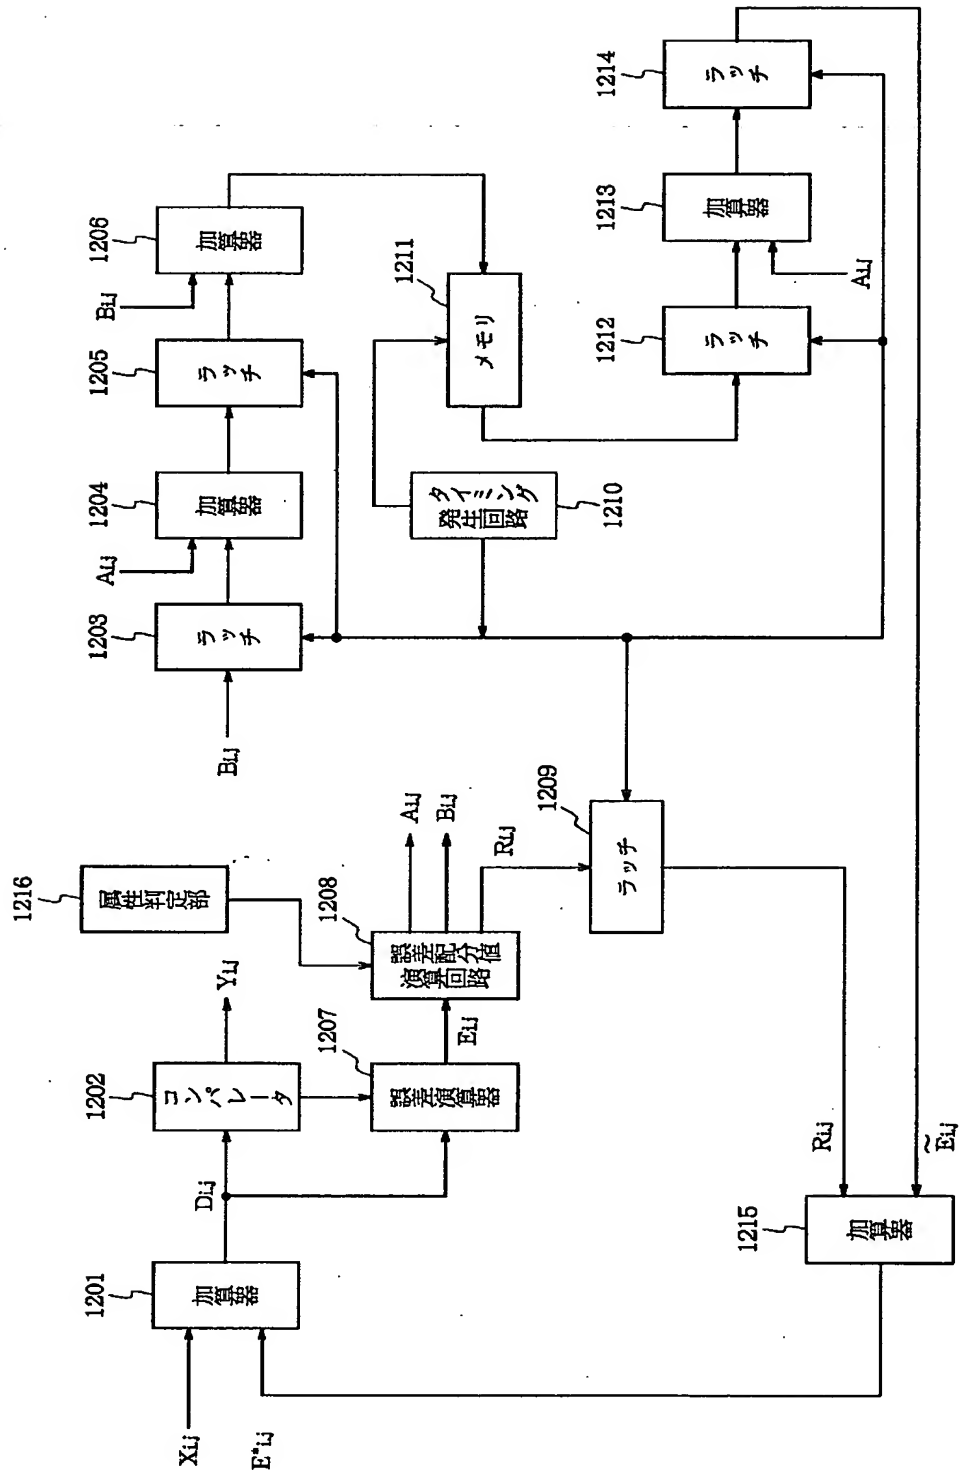 Xij
E*ij
1201
加算器
Dij
1202
コンパレータ
Yij
1207
誤差演算器
Eij
1216
属性判定部
1208
誤差配分値
演算回路
Aij
Bij
Rij
1209
ラッチ
Bij
1203
ラッチ
Aij
1204
加算器
1205
ラッチ
Bij
1206
加算器
タイミング
発生回路
1210
1211
メモリ
1212
ラッチ
Aij
1213
加算器
1214
ラッチ
1215
加算器
Rij
Ẽij